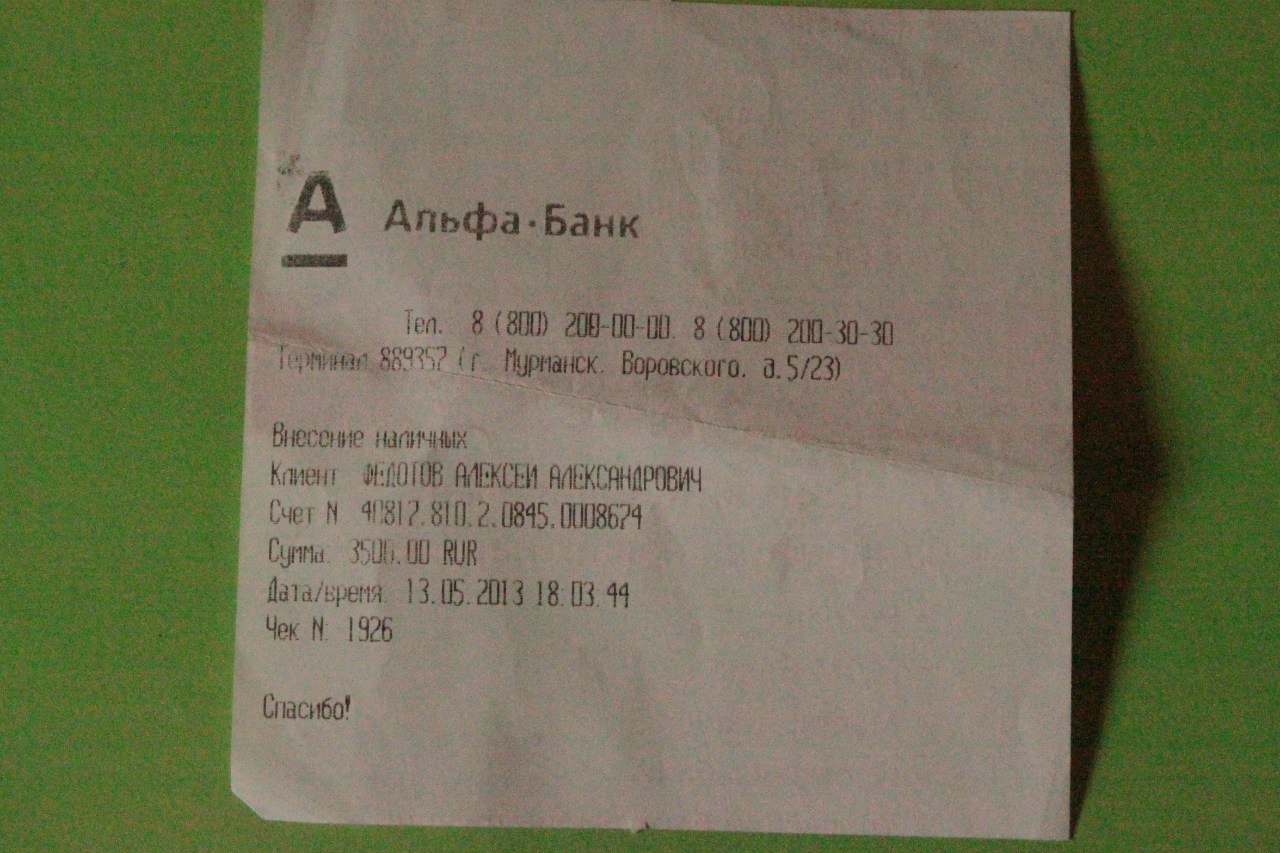 А Альфа·Банк
Тел. 8 (800) 200-00-00. 8 (800) 200-30-30
Терминал 889357 (г. Мурманск. Воровского. д.5/23)
Внесение наличных
Клиент ФЕДОТОВ АЛЕКСЕЙ АЛЕКСАНДРОВИЧ
Счет N 40817.810.2.0845.0008674
Сумма: 3500.00 RUR
Дата/время: 13.05.2013 18:03:44
Чек N: 1926
Спасибо!